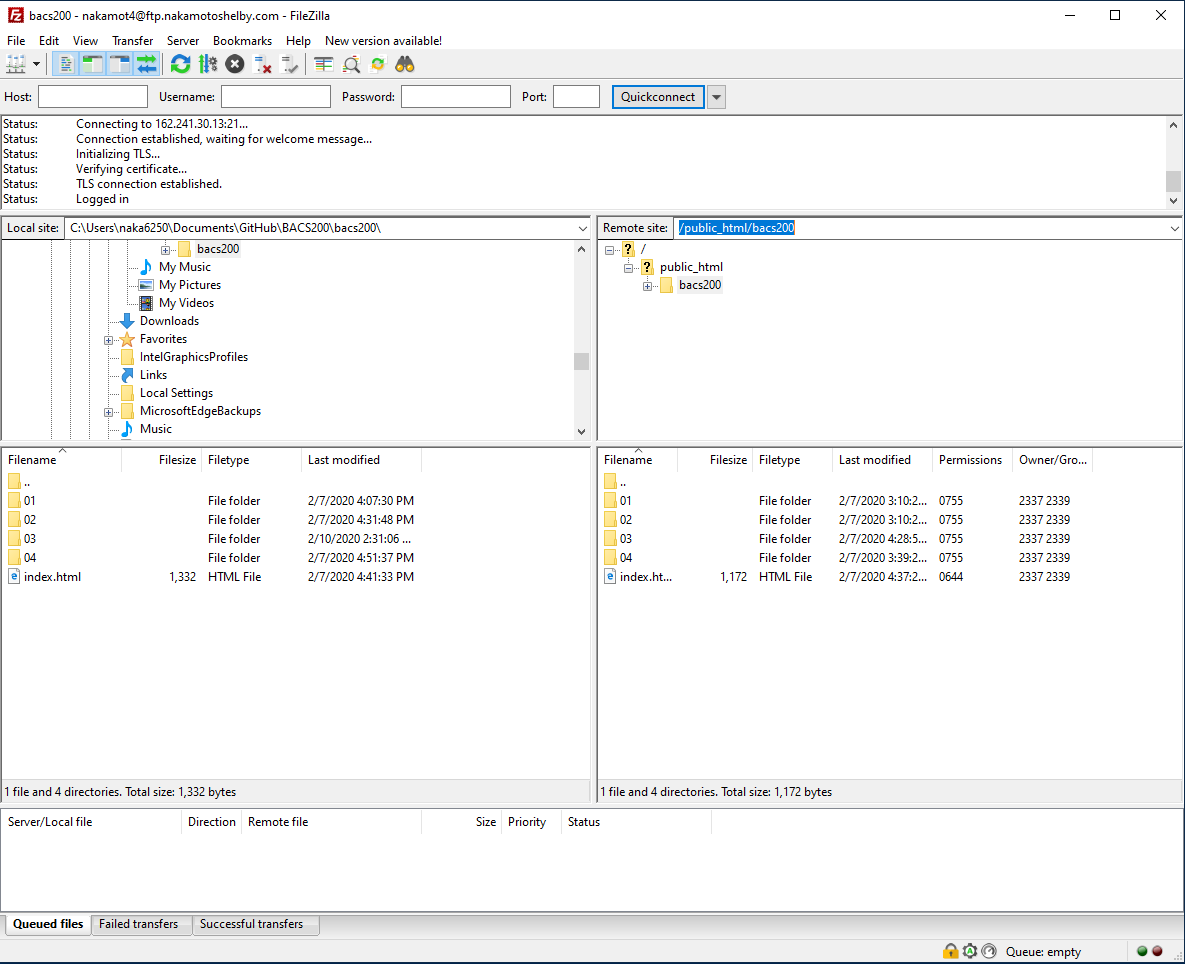 bacs200 - nakamot4@ftp.nakamotoshelby.com - FileZilla
File Edit View Transfer Server Bookmarks Help New version available!
Host: Username: Password: Port: Quickconnect
Status: Connecting to 162.241.30.13:21...
Status: Connection established, waiting for welcome message...
Status: Initializing TLS...
Status: Verifying certificate...
Status: TLS connection established.
Status: Logged in
Local site: C:\Users\naka6250\Documents\GitHub\BACS200\bacs200\
bacs200
My Music
My Pictures
My Videos
Downloads
Favorites
IntelGraphicsProfiles
Links
Local Settings
MicrosoftEdgeBackups
Music
Remote site: /public_html/bacs200
/
public_html
bacs200
Filename Filesize Filetype Last modified
..
01 File folder 2/7/2020 4:07:30 PM
02 File folder 2/7/2020 4:31:48 PM
03 File folder 2/10/2020 2:31:06 ...
04 File folder 2/7/2020 4:51:37 PM
index.html 1,332 HTML File 2/7/2020 4:41:33 PM
1 file and 4 directories. Total size: 1,332 bytes
Filename Filesize Filetype Last modified Permissions Owner/Gro...
..
01 File folder 2/7/2020 3:10:2... 0755 2337 2339
02 File folder 2/7/2020 3:10:2... 0755 2337 2339
03 File folder 2/7/2020 4:28:5... 0755 2337 2339
04 File folder 2/7/2020 3:39:2... 0755 2337 2339
index.ht... 1,172 HTML File 2/7/2020 4:37:2... 0644 2337 2339
1 file and 4 directories. Total size: 1,172 bytes
Server/Local file Direction Remote file Size Priority Status
Queued files Failed transfers Successful transfers
Queue: empty